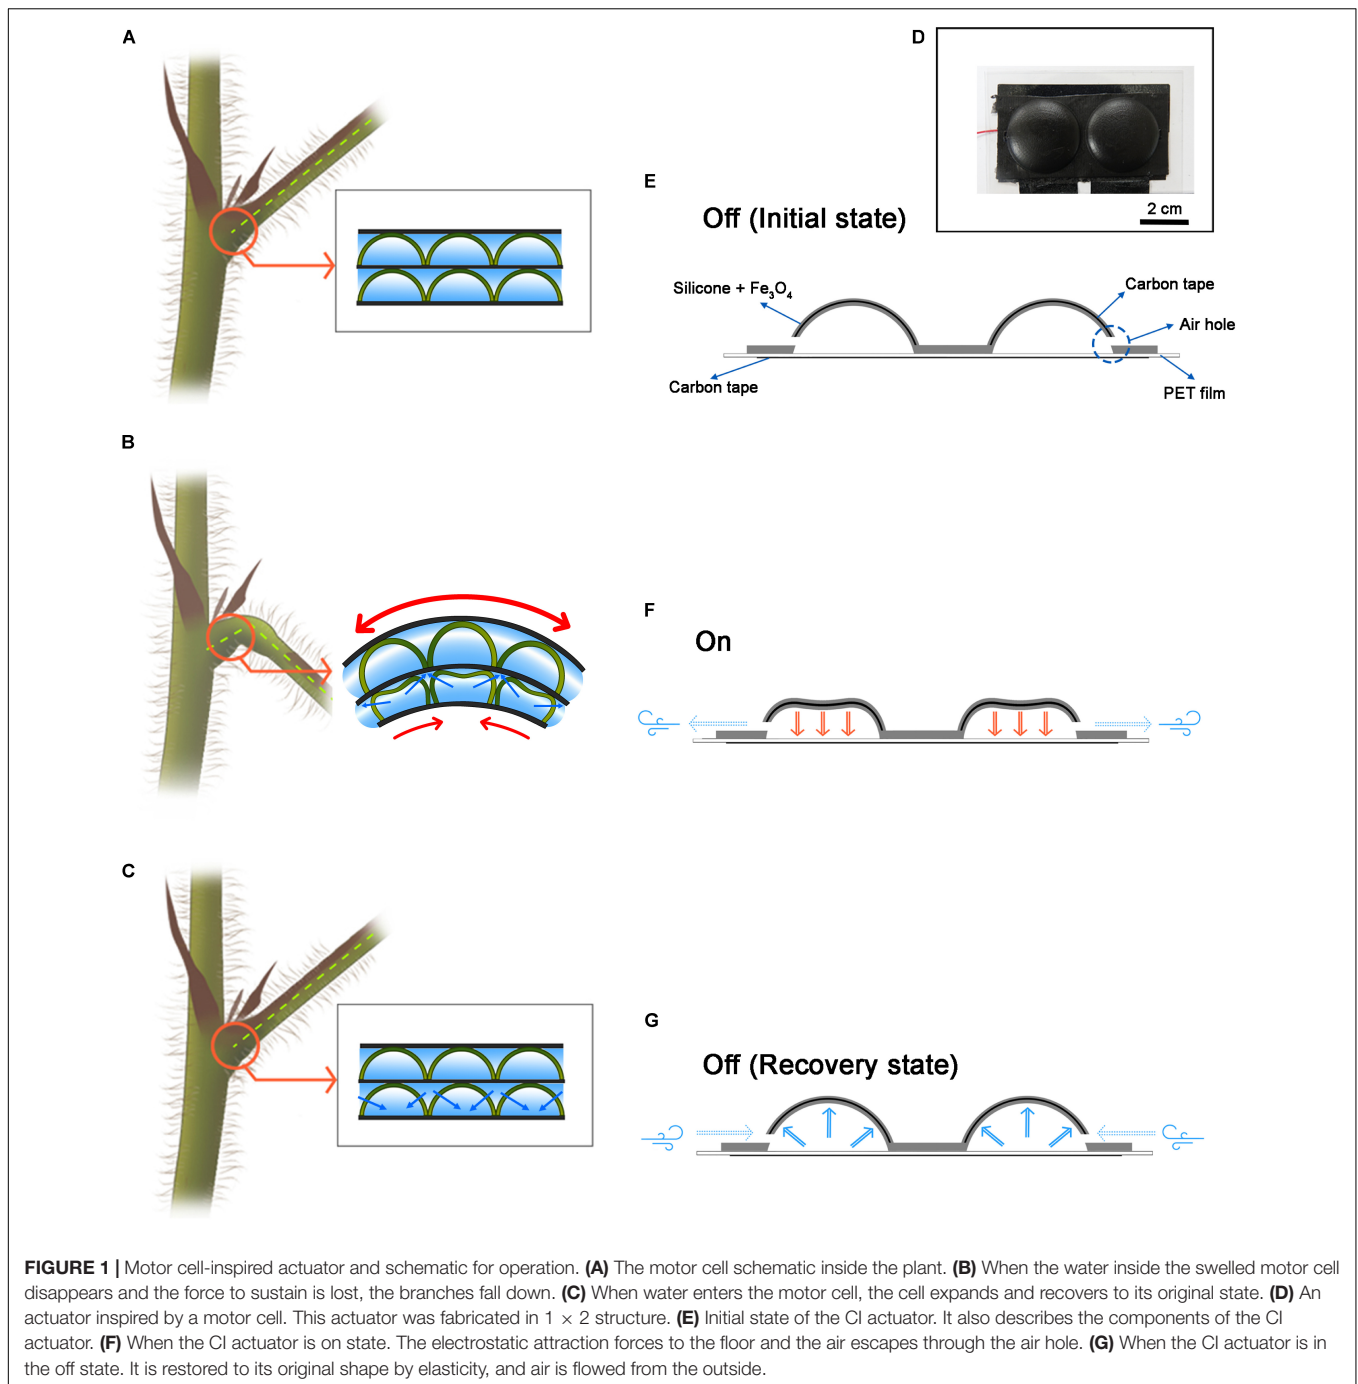 A
D
2 cm
E
Off (Initial state)
Silicone + Fe3O4
Carbon tape
Air hole
Carbon tape
PET film
B
F
On
C
G
Off (Recovery state)
FIGURE 1 | Motor cell-inspired actuator and schematic for operation. (A) The motor cell schematic inside the plant. (B) When the water inside the swelled motor cell
disappears and the force to sustain is lost, the branches fall down. (C) When water enters the motor cell, the cell expands and recovers to its original state. (D) An
actuator inspired by a motor cell. This actuator was fabricated in 1 × 2 structure. (E) Initial state of the CI actuator. It also describes the components of the CI
actuator. (F) When the CI actuator is on state. The electrostatic attraction forces to the floor and the air escapes through the air hole. (G) When the CI actuator is in
the off state. It is restored to its original shape by elasticity, and air is flowed from the outside.